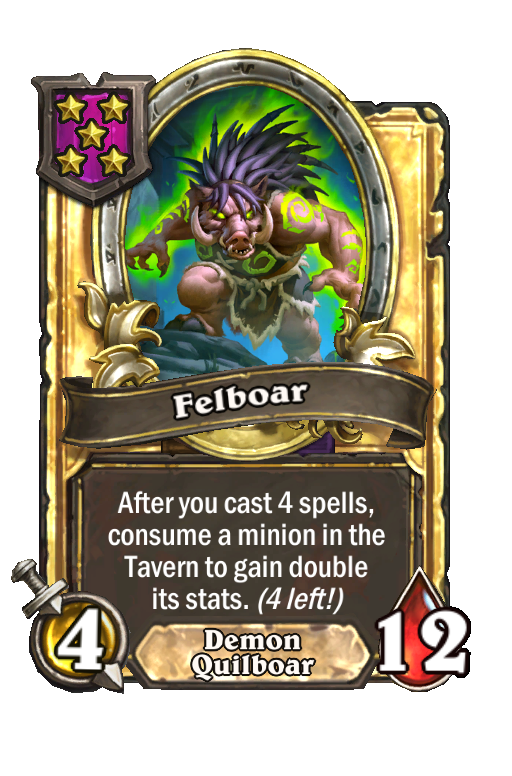 Felboar
After you cast 4 spells,
consume a minion in the
Tavern to gain double
its stats. (4 left!)
4
Demon
Quilboar
12